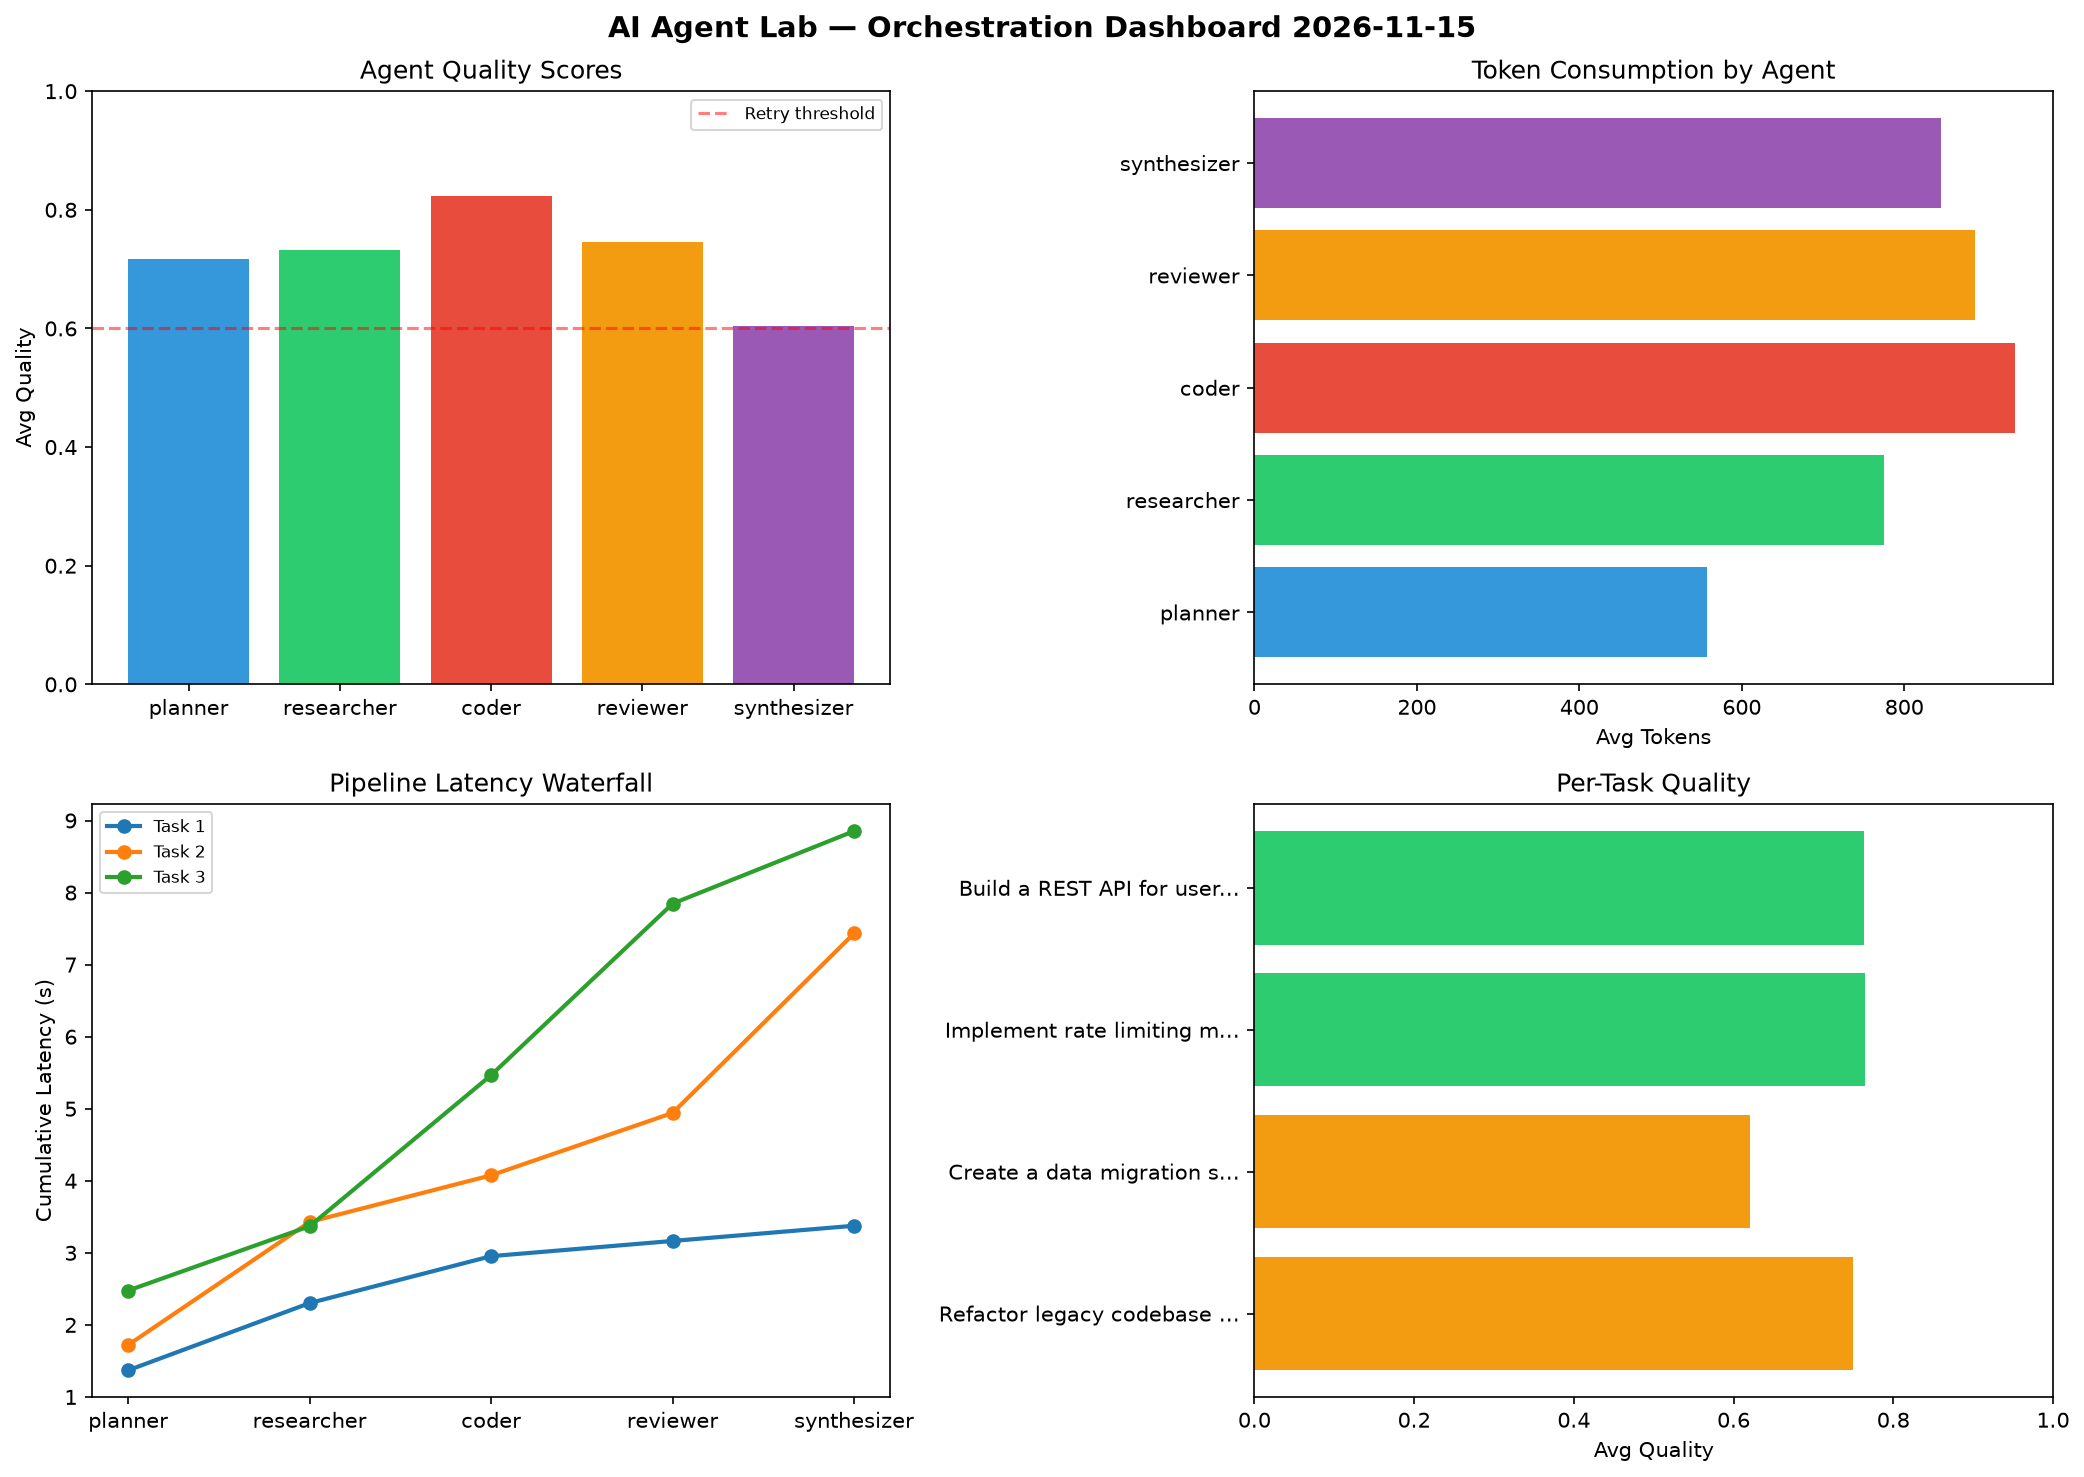 AI Agent Lab — Orchestration Dashboard 2026-11-15
Agent Quality Scores
Retry threshold
Avg Quality
1.0
0.8
0.6
0.4
0.2
0.0
planner
researcher
coder
reviewer
synthesizer
Token Consumption by Agent
synthesizer
reviewer
coder
researcher
planner
0
200
400
600
800
Avg Tokens
Pipeline Latency Waterfall
Task 1
Task 2
Task 3
Cumulative Latency (s)
9
8
7
6
5
4
3
2
1
planner
researcher
coder
reviewer
synthesizer
Per-Task Quality
Build a REST API for user...
Implement rate limiting m...
Create a data migration s...
Refactor legacy codebase ...
0.0
0.2
0.4
0.6
0.8
1.0
Avg Quality